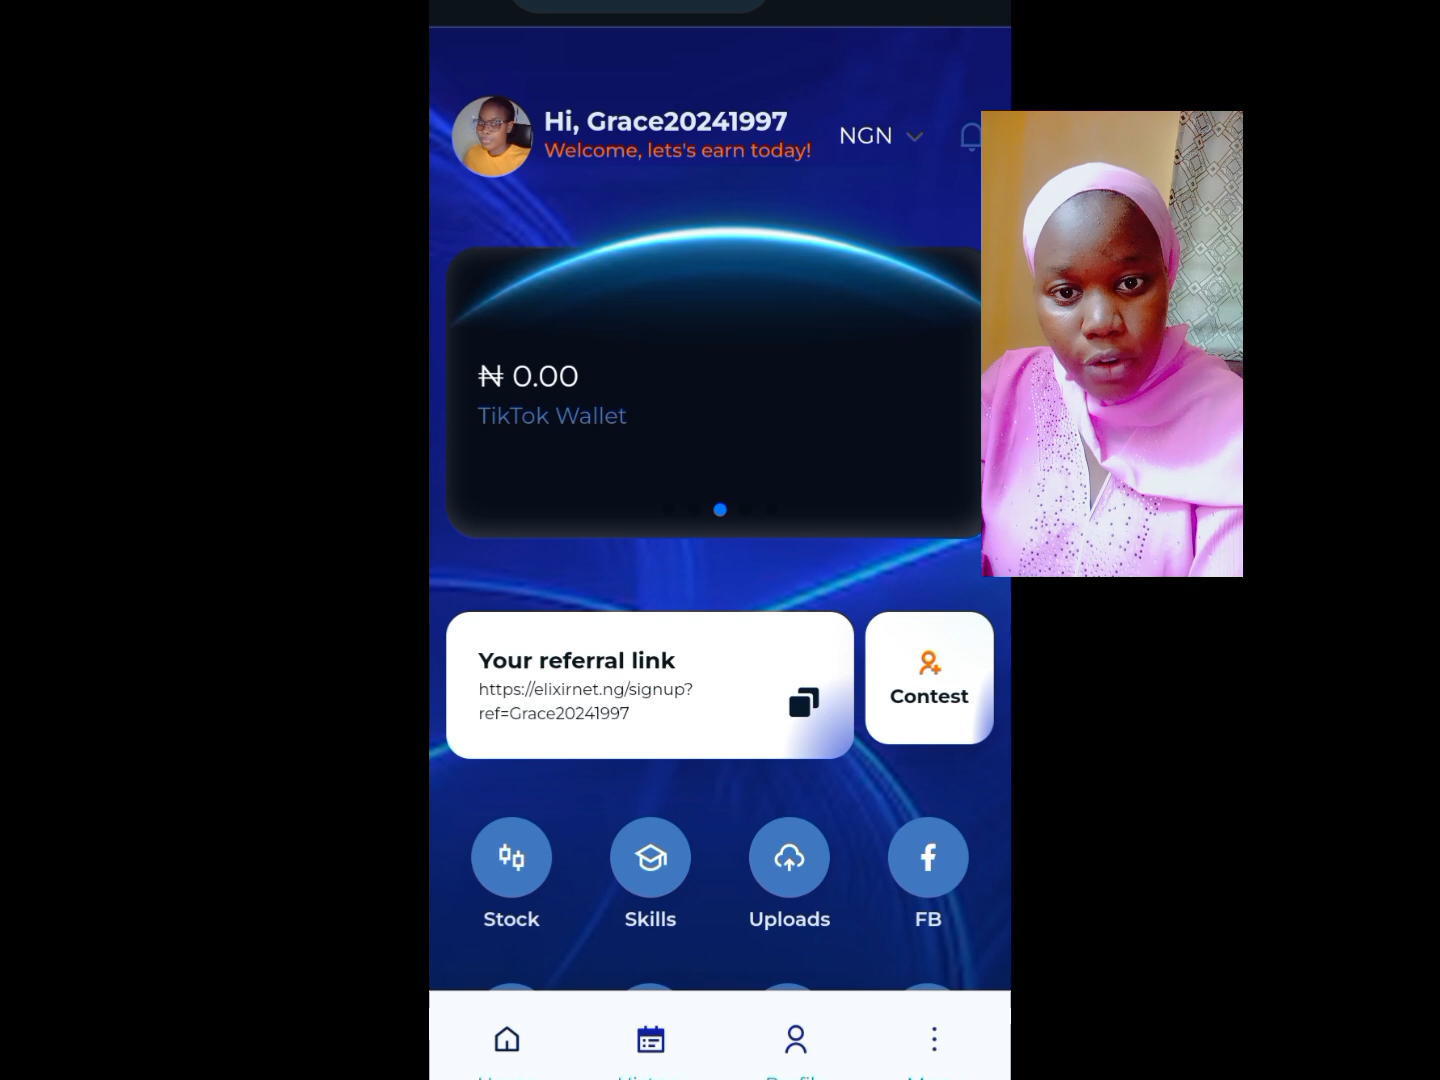 Hi, Grace20241997
Welcome, lets's earn today!
NGN
₦ 0.00
TikTok Wallet
Your referral link
https://elixirnet.ng/signup?
ref=Grace20241997
Contest
Stock
Skills
Uploads
FB